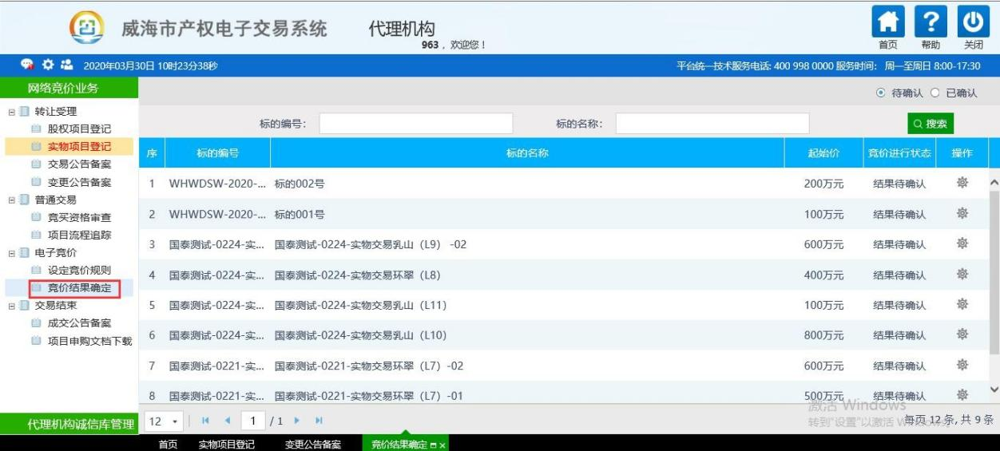 威海市产权电子交易系统
代理机构
963，欢迎您！
首页 帮助 关闭
2020年03月30日 10时23分38秒
平台统一技术服务电话: 400 998 0000 服务时间： 周一至周日 8:00-17:30
网络竞价业务
转让受理
股权项目登记
实物项目登记
交易公告备案
变更公告备案
普通交易
竞买资格审查
项目流程追踪
电子竞价
设定竞价规则
竞价结果确定
交易结束
成交公告备案
项目申购文档下载
代理机构诚信库管理
待确认 已确认
标的编号： 标的名称： 搜索
序 标的编号 标的名称 起始价 竞价进行状态 操作
1 WHWDSW-2020-... 标的002号 200万元 结果待确认
2 WHWDSW-2020-... 标的001号 100万元 结果待确认
3 国泰测试-0224-实... 国泰测试-0224-实物交易乳山（L9）-02 600万元 结果待确认
4 国泰测试-0224-实... 国泰测试-0224-实物交易环翠（L8） 400万元 结果待确认
5 国泰测试-0224-实... 国泰测试-0224-实物交易乳山（L11） 100万元 结果待确认
6 国泰测试-0224-实... 国泰测试-0224-实物交易乳山（L10） 800万元 结果待确认
7 国泰测试-0221-实... 国泰测试-0221-实物交易环翠（L7）-02 600万元 结果待确认
8 国泰测试-0221-实... 国泰测试-0221-实物交易环翠（L7）-01 500万元 结果待确认
激活 Windows
转到"设置"以激活 Windows。
12 1 / 1 每页 12 条, 共 9 条
首页 实物项目登记 变更公告备案 竞价结果确定